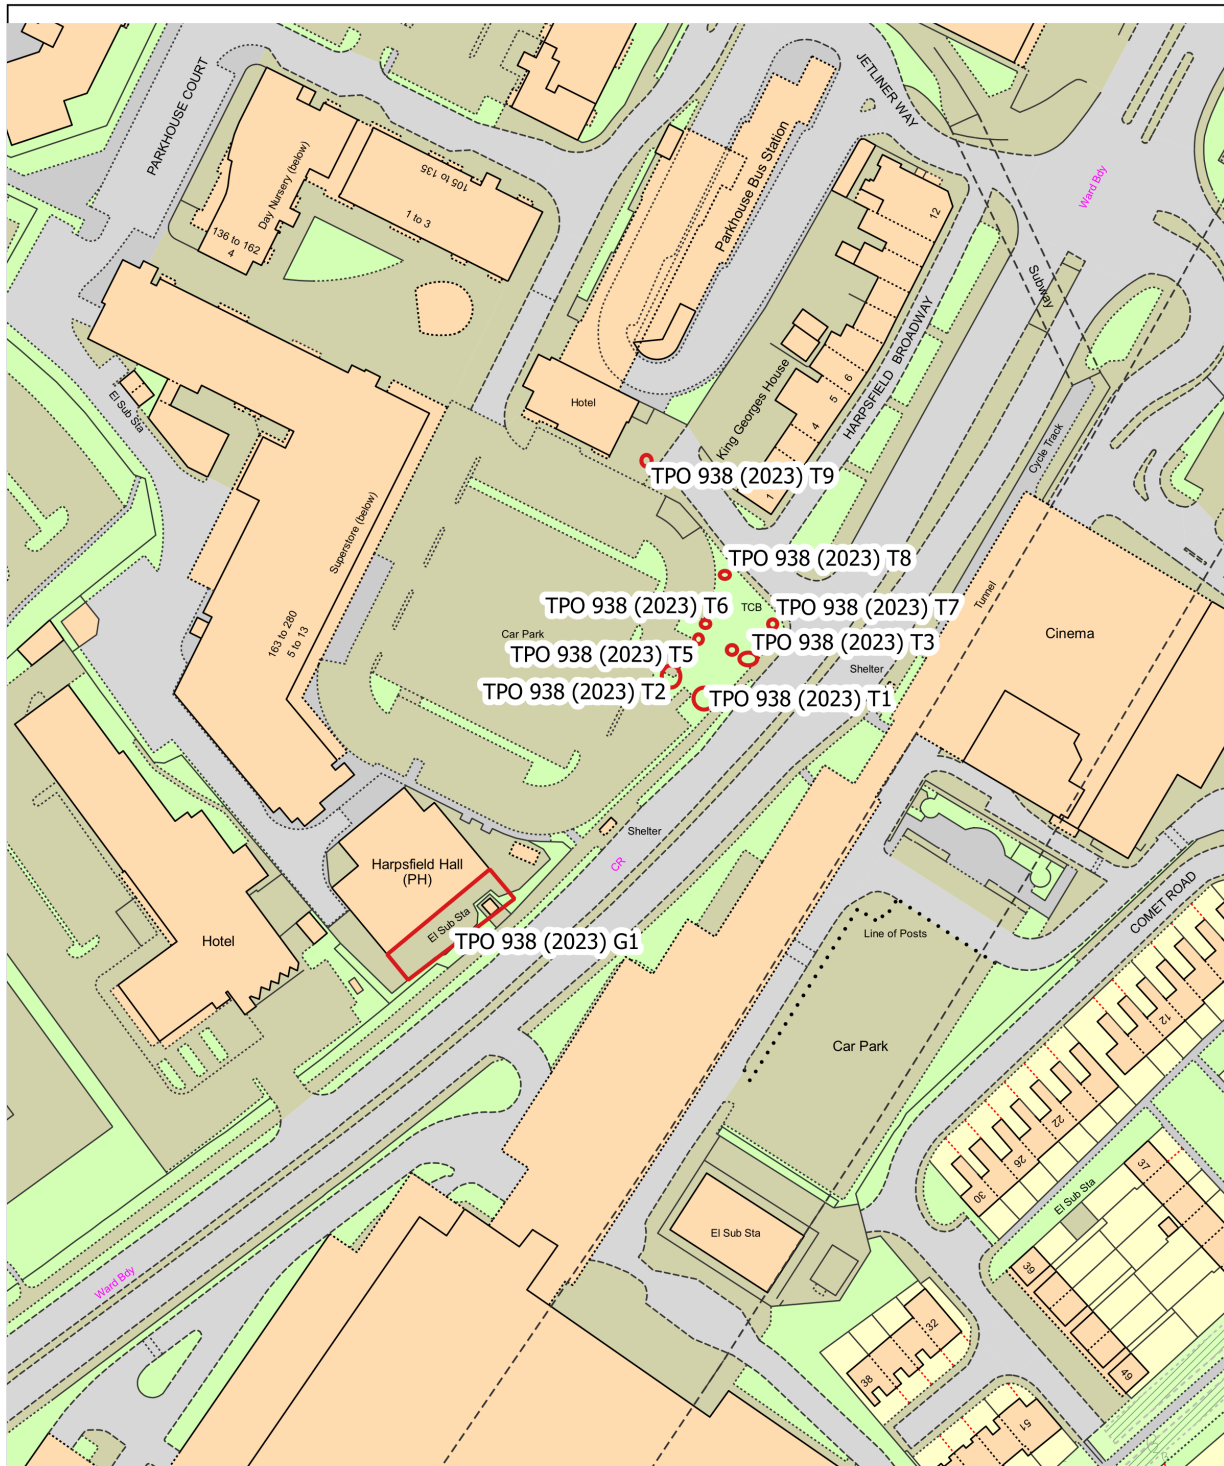 PARKHOUSE COURT
JETLINER WAY
Ward Bdy
Day Nursery (below)
105 to 135
1 to 3
136 to 162
4
Parkhouse Bus Station
12
Subway
El Sub Sta
Hotel
King Georges House
HARPSFIELD BROADWAY
6
5
4
1
Cycle Track
TPO 938 (2023) T9
Superstore (below)
163 to 280
5 to 13
TPO 938 (2023) T8
TPO 938 (2023) T6
TCB
TPO 938 (2023) T7
Tunnel
Car Park
TPO 938 (2023) T5
TPO 938 (2023) T3
Cinema
Shelter
TPO 938 (2023) T2
TPO 938 (2023) T1
Shelter
CR
Harpsfield Hall
(PH)
El Sub Sta
TPO 938 (2023) G1
Hotel
Line of Posts
COMET ROAD
Car Park
12
22
26
30
37
El Sub Sta
El Sub Sta
39
49
Ward Bdy
32
38
51